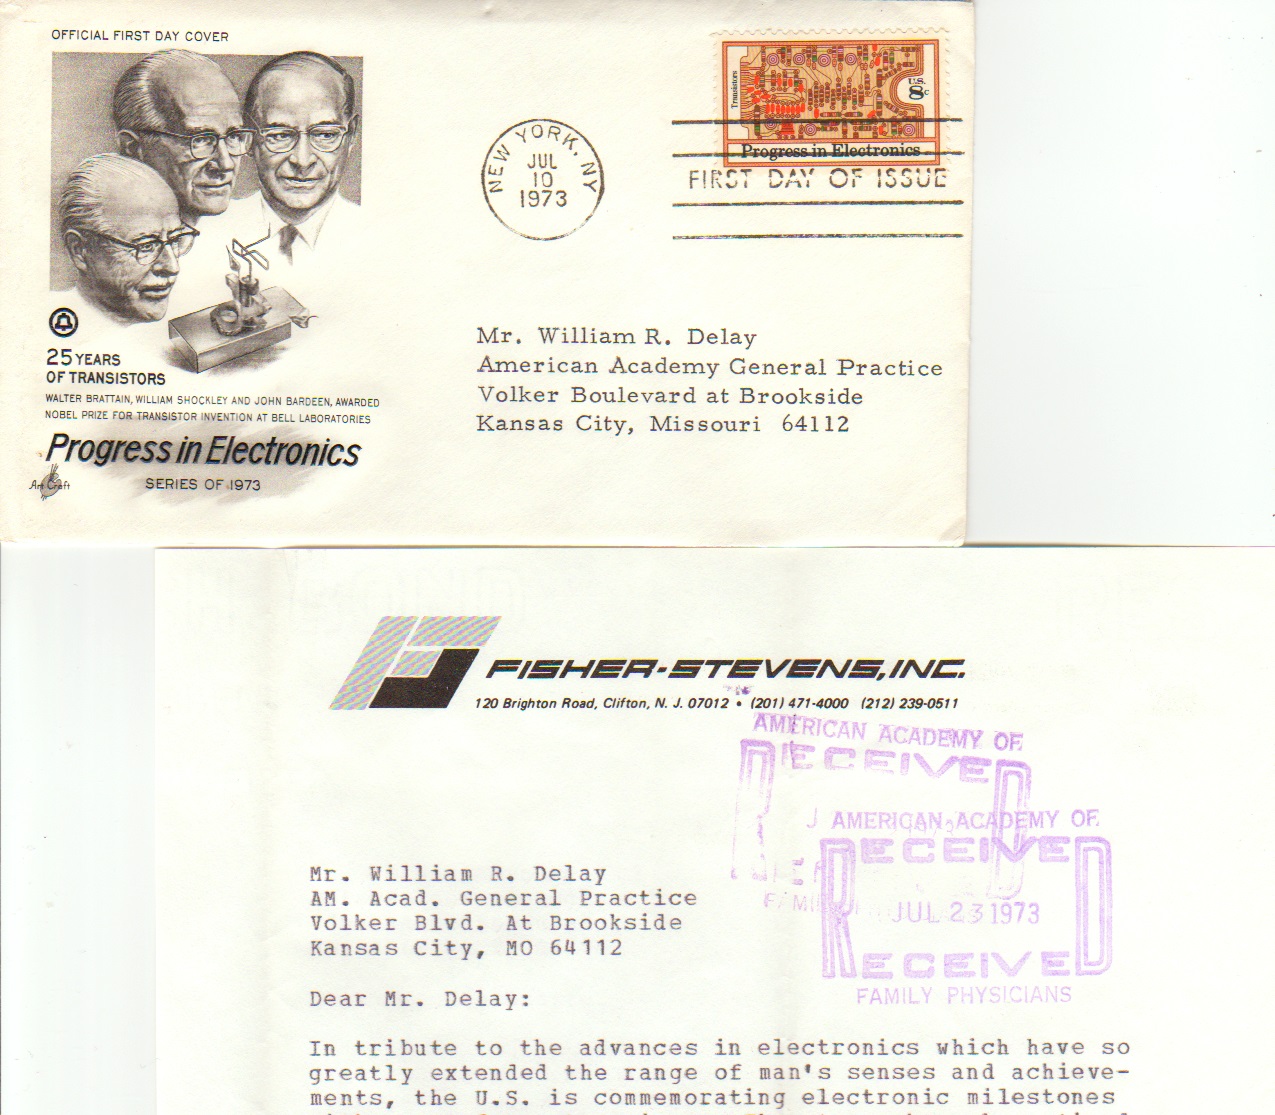 OFFICIAL FIRST DAY COVER
Transistors
U.S.
8c
Progress in Electronics
NEW YORK, NY
JUL
10
1973
FIRST DAY OF ISSUE
25 YEARS
OF TRANSISTORS
WALTER BRATTAIN, WILLIAM SHOCKLEY AND JOHN BARDEEN, AWARDED
NOBEL PRIZE FOR TRANSISTOR INVENTION AT BELL LABORATORIES
Progress in Electronics
Art Craft
SERIES OF 1973
Mr. William R. Delay
American Academy General Practice
Volker Boulevard at Brookside
Kansas City, Missouri 64112
FISHER-STEVENS, INC.
120 Brighton Road, Clifton, N. J. 07012 • (201) 471-4000 (212) 239-0511
AMERICAN ACADEMY OF
RECEIVED
AMERICAN ACADEMY OF
RECEIVED
JUL 23 1973
RECEIVED
FAMILY PHYSICIANS
Mr. William R. Delay
AM. Acad. General Practice
Volker Blvd. At Brookside
Kansas City, MO 64112
Dear Mr. Delay:
In tribute to the advances in electronics which have so
greatly extended the range of man's senses and achieve-
ments, the U.S. is commemorating electronic milestones